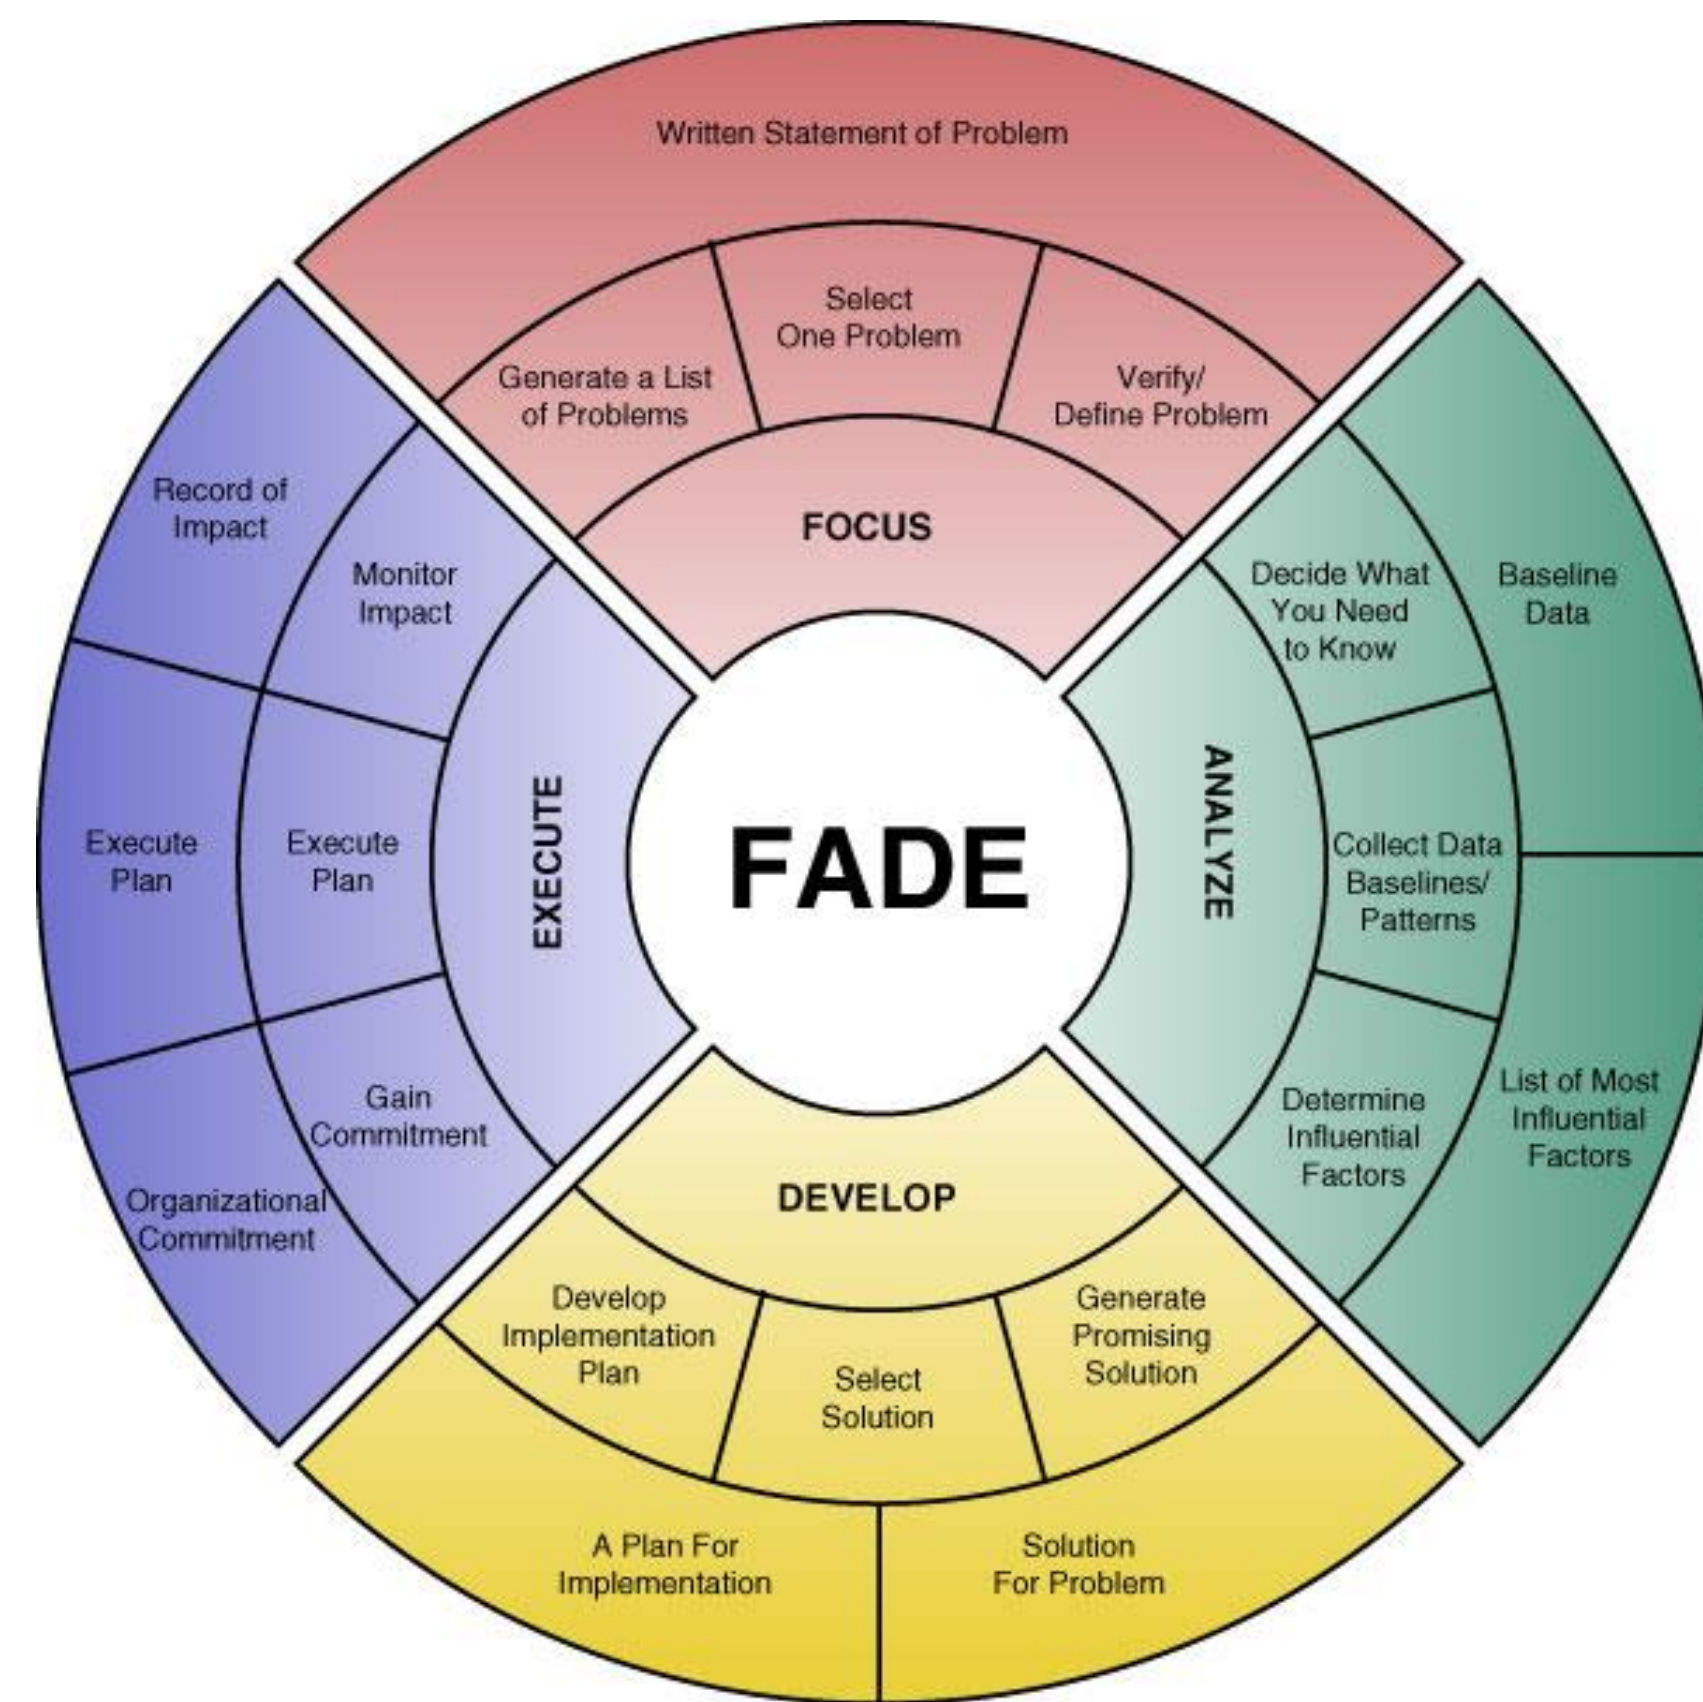 Written Statement of Problem
Generate a List
of Problems
Select
One Problem
Verify/
Define Problem
FOCUS
Decide What
You Need
to Know
Collect Data
Baselines/
Patterns
Determine
Influential
Factors
ANALYZE
Baseline
Data
List of Most
Influential
Factors
DEVELOP
Generate
Promising
Solution
Select
Solution
Develop
Implementation
Plan
Solution
For Problem
A Plan For
Implementation
EXECUTE
Gain
Commitment
Execute
Plan
Monitor
Impact
Organizational
Commitment
Execute
Plan
Record of
Impact
FADE